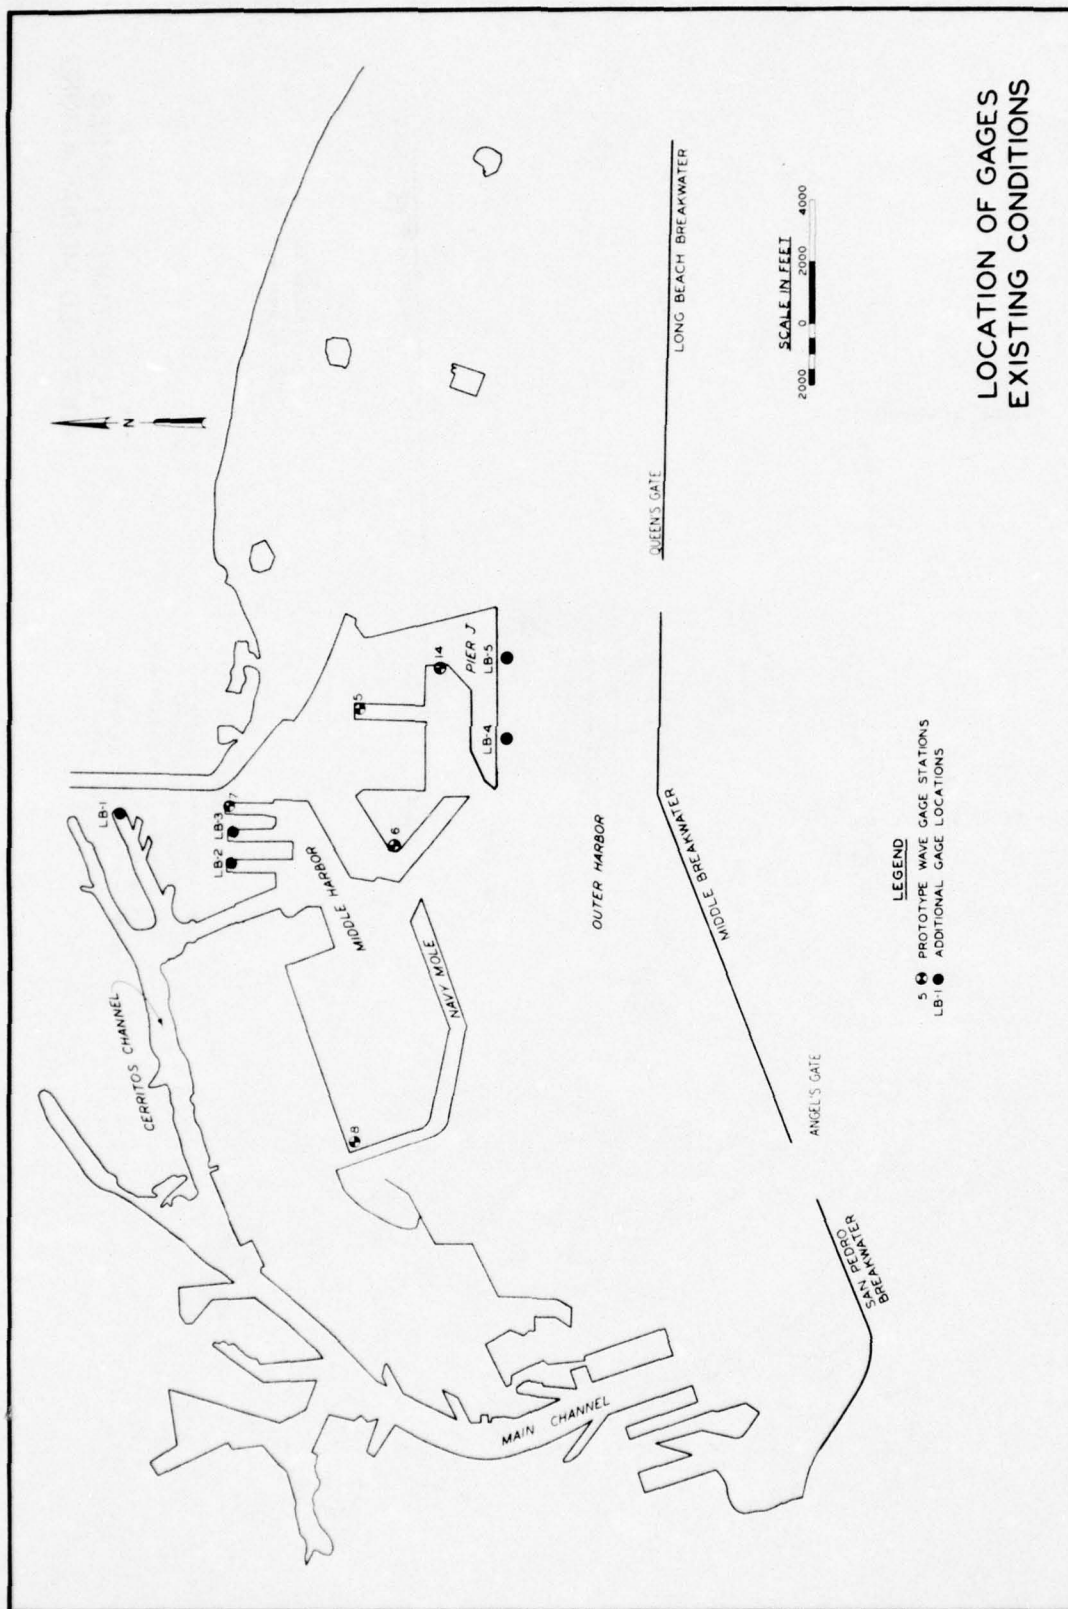 LOCATION OF GAGES
EXISTING CONDITIONS
N
CERRITOS CHANNEL
LB-1
LB-2
LB-3
7
MIDDLE HARBOR
8
NAVY MOLE
6
5
14
PIER J
LB-4
LB-5
MAIN CHANNEL
OUTER HARBOR
SAN PEDRO
BREAKWATER
ANGEL'S GATE
MIDDLE BREAKWATER
QUEEN'S GATE
LONG BEACH BREAKWATER
SCALE IN FEET
2000 0 2000 4000
LEGEND
5 PROTOTYPE WAVE GAGE STATIONS
LB-1 ADDITIONAL GAGE LOCATIONS